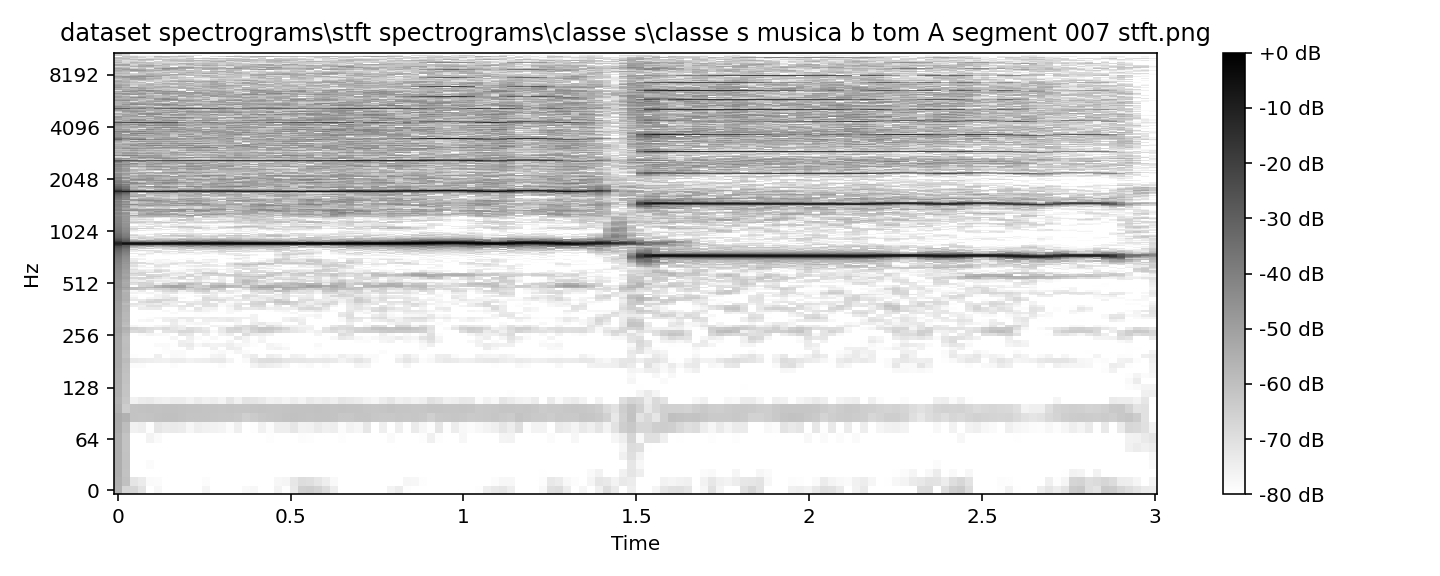 dataset spectrograms\stft spectrograms\classe s\classe s musica b tom A segment 007 stft.png
Hz
8192
4096
2048
1024
512
256
128
64
0
0
0.5
1
1.5
2
2.5
3
Time
+0 dB
-10 dB
-20 dB
-30 dB
-40 dB
-50 dB
-60 dB
-70 dB
-80 dB